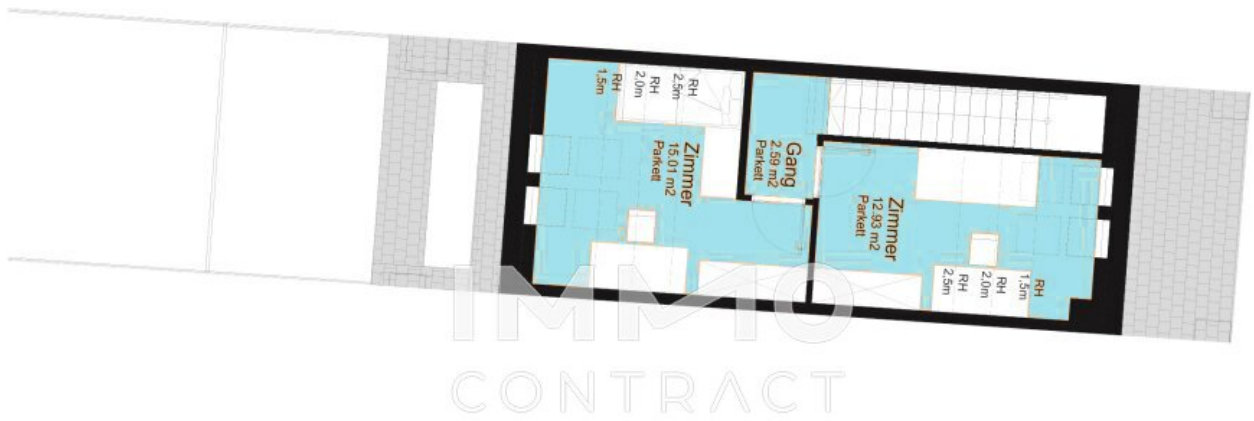 RH
1,5m
RH
2,0m
RH
2,5m
Zimmer
15.01 m2
Parkett
Gang
2.59 m2
Parkett
Zimmer
12.93 m2
Parkett
RH
1,5m
RH
2,0m
RH
2,5m
IMMO
CONTRACT